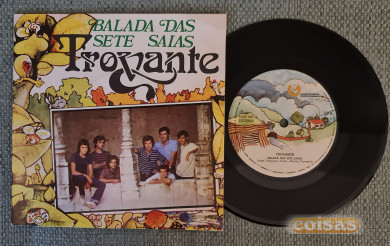 BALADA DAS
SETE SAIAS
Trovante
TROVANTE
BALADA DAS SETE SAIAS
coisas